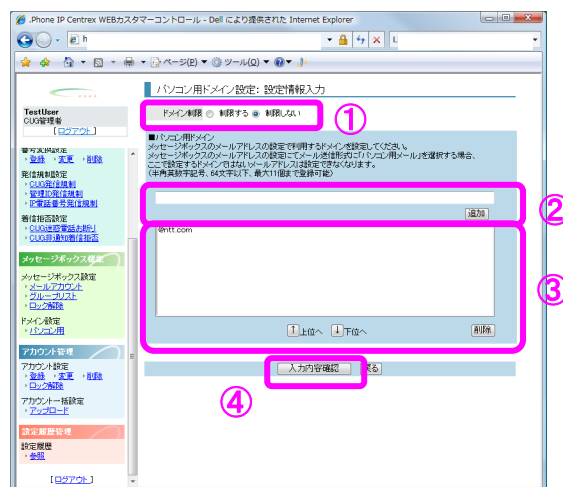 .Phone IP Centrex WEBカスタマーコントロール - Dell により提供された Internet Explorer
h
ページ(P) ツール(O)
パソコン用ドメイン設定: 設定情報入力
TestUser
CUG管理者
[ログアウト]
ドメイン制限 制限する 制限しない
①
■パソコン用ドメイン
メッセージボックスのメールアドレスの設定で利用するドメインを設定してください。
メッセージボックスのメールアドレスの設定にてメール送信形式に「パソコン用メール」を選択する場合、
ここで設定するドメインではないメールアドレスは設定できなくなります。
(半角英数字記号、64文字以下、最大11個まで登録可能)
追加
②
@ntt.com
③
↑上位へ ↓下位へ 削除
入力内容確認 戻る
④
番号変換設定
登録 変更 削除
発信規制設定
CUG発信規制
管理ID発信規制
IP電話番号発信規制
着信拒否設定
CUG迷惑電話お断り
CUG非通知着信拒否
メッセージボックス
メッセージボックス設定
メールアカウント
グループリスト
ロック解除
ドメイン設定
パソコン用
アカウント管理
アカウント設定
登録 変更 削除
ロック解除
アカウント一括設定
アップロード
設定履歴管理
設定履歴
参照
[ログアウト]